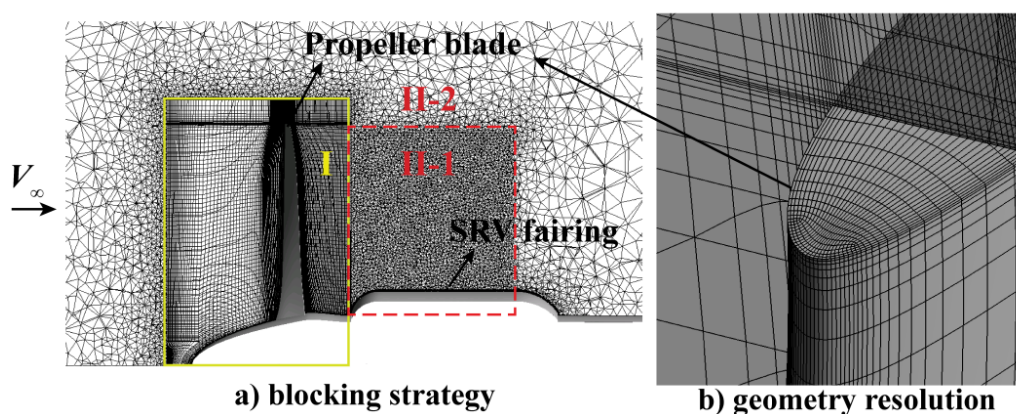 Propeller blade
II-2
I
II-1
V∞
SRV fairing
a) blocking strategy
b) geometry resolution